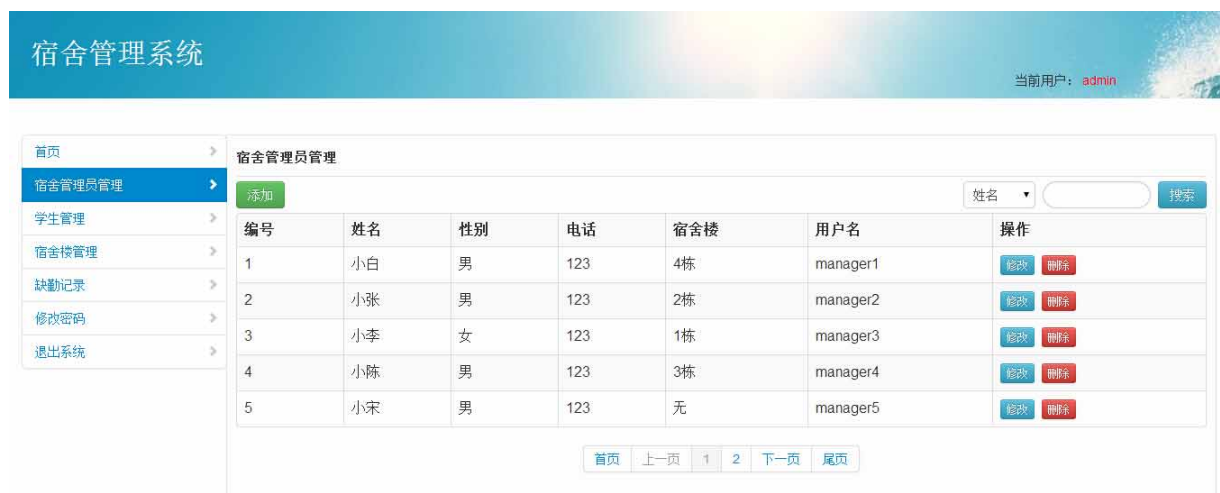 宿舍管理系统
当前用户： admin
首页
宿舍管理员管理
学生管理
宿舍楼管理
缺勤记录
修改密码
退出系统
宿舍管理员管理
添加 姓名 搜索
编号 姓名 性别 电话 宿舍楼 用户名 操作
1 小白 男 123 4栋 manager1 修改 删除
2 小张 男 123 2栋 manager2 修改 删除
3 小李 女 123 1栋 manager3 修改 删除
4 小陈 男 123 3栋 manager4 修改 删除
5 小宋 男 123 无 manager5 修改 删除
首页 上一页 1 2 下一页 尾页